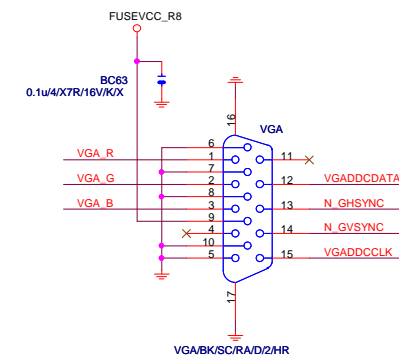 FUSEVCC_R8
BC63
0.1u/4/X7R/16V/K/X
16
VGA
6
VGA_R
1
11
7
VGA_G
2
12
VGADDCDATA
8
VGA_B
3
13
N_GHSYNC
9
4
14
N_GVSYNC
10
5
15
VGADDCCLK
17
VGA/BK/SC/RA/D/2/HR